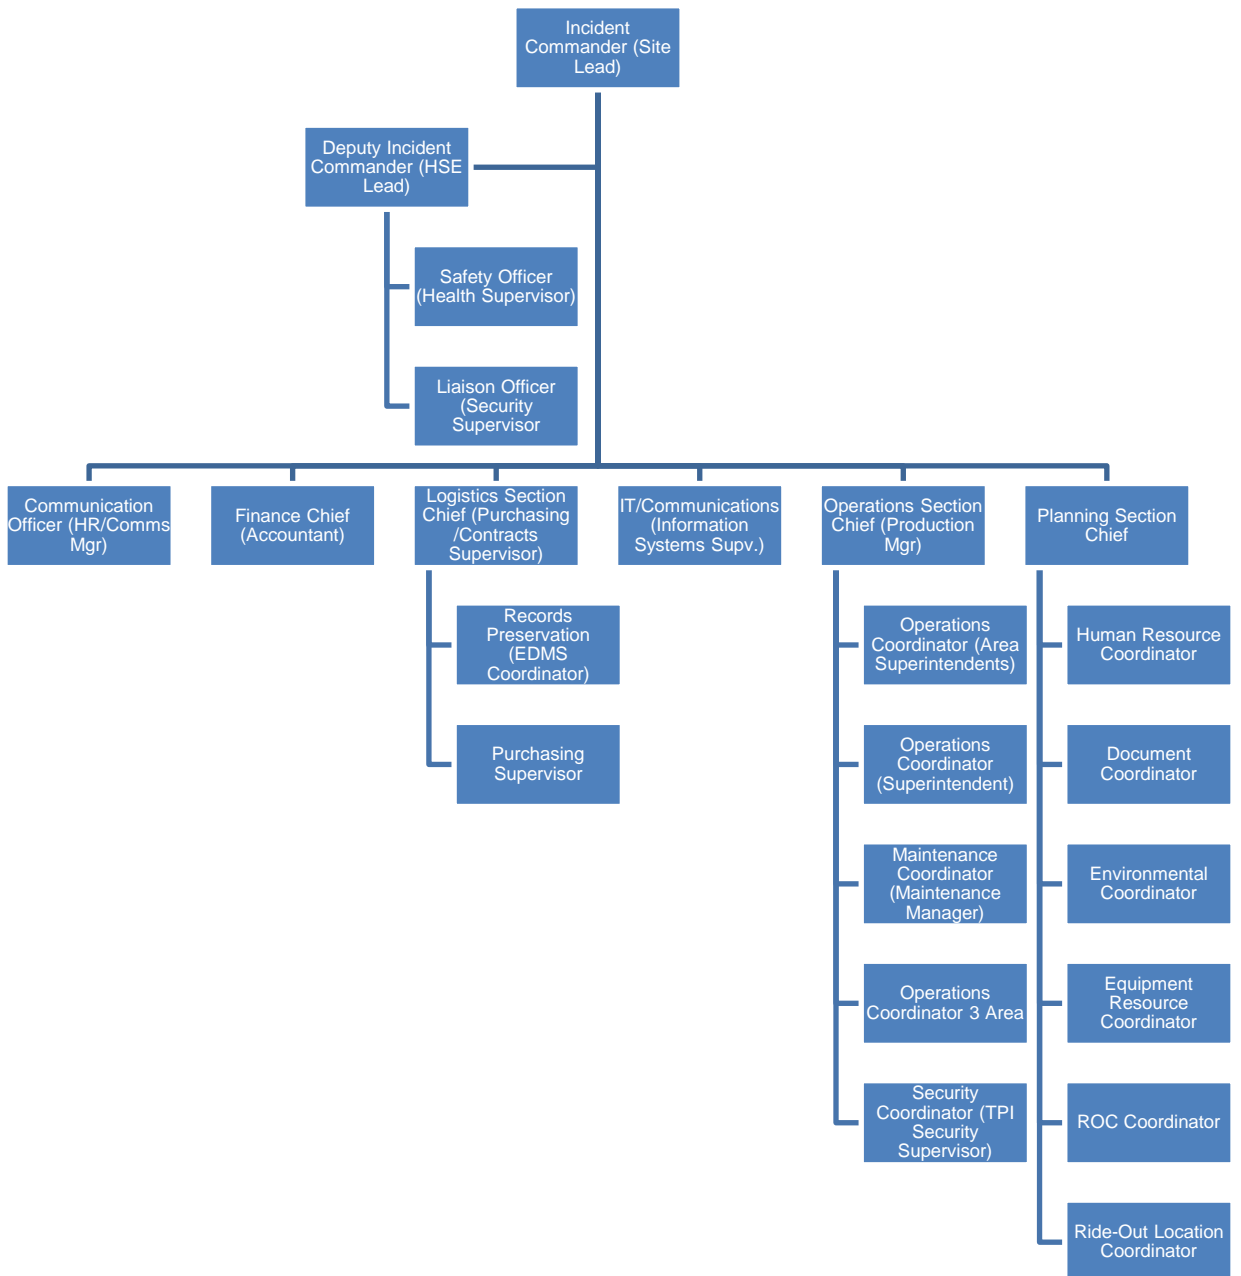 Incident
Commander (Site
Lead)
Deputy Incident
Commander (HSE
Lead)
Safety Officer
(Health Supervisor)
Liaison Officer
(Security
Supervisor
Communication
Officer (HR/Comms
Mgr)
Finance Chief
(Accountant)
Logistics Section
Chief (Purchasing
/Contracts
Supervisor)
IT/Communications
(Information
Systems Supv.)
Operations Section
Chief (Production
Mgr)
Planning Section
Chief
Records
Preservation
(EDMS
Coordinator)
Purchasing
Supervisor
Operations
Coordinator (Area
Superintendents)
Operations
Coordinator
(Superintendent)
Maintenance
Coordinator
(Maintenance
Manager)
Operations
Coordinator 3 Area
Security
Coordinator (TPI
Security
Supervisor)
Human Resource
Coordinator
Document
Coordinator
Environmental
Coordinator
Equipment
Resource
Coordinator
ROC Coordinator
Ride-Out Location
Coordinator